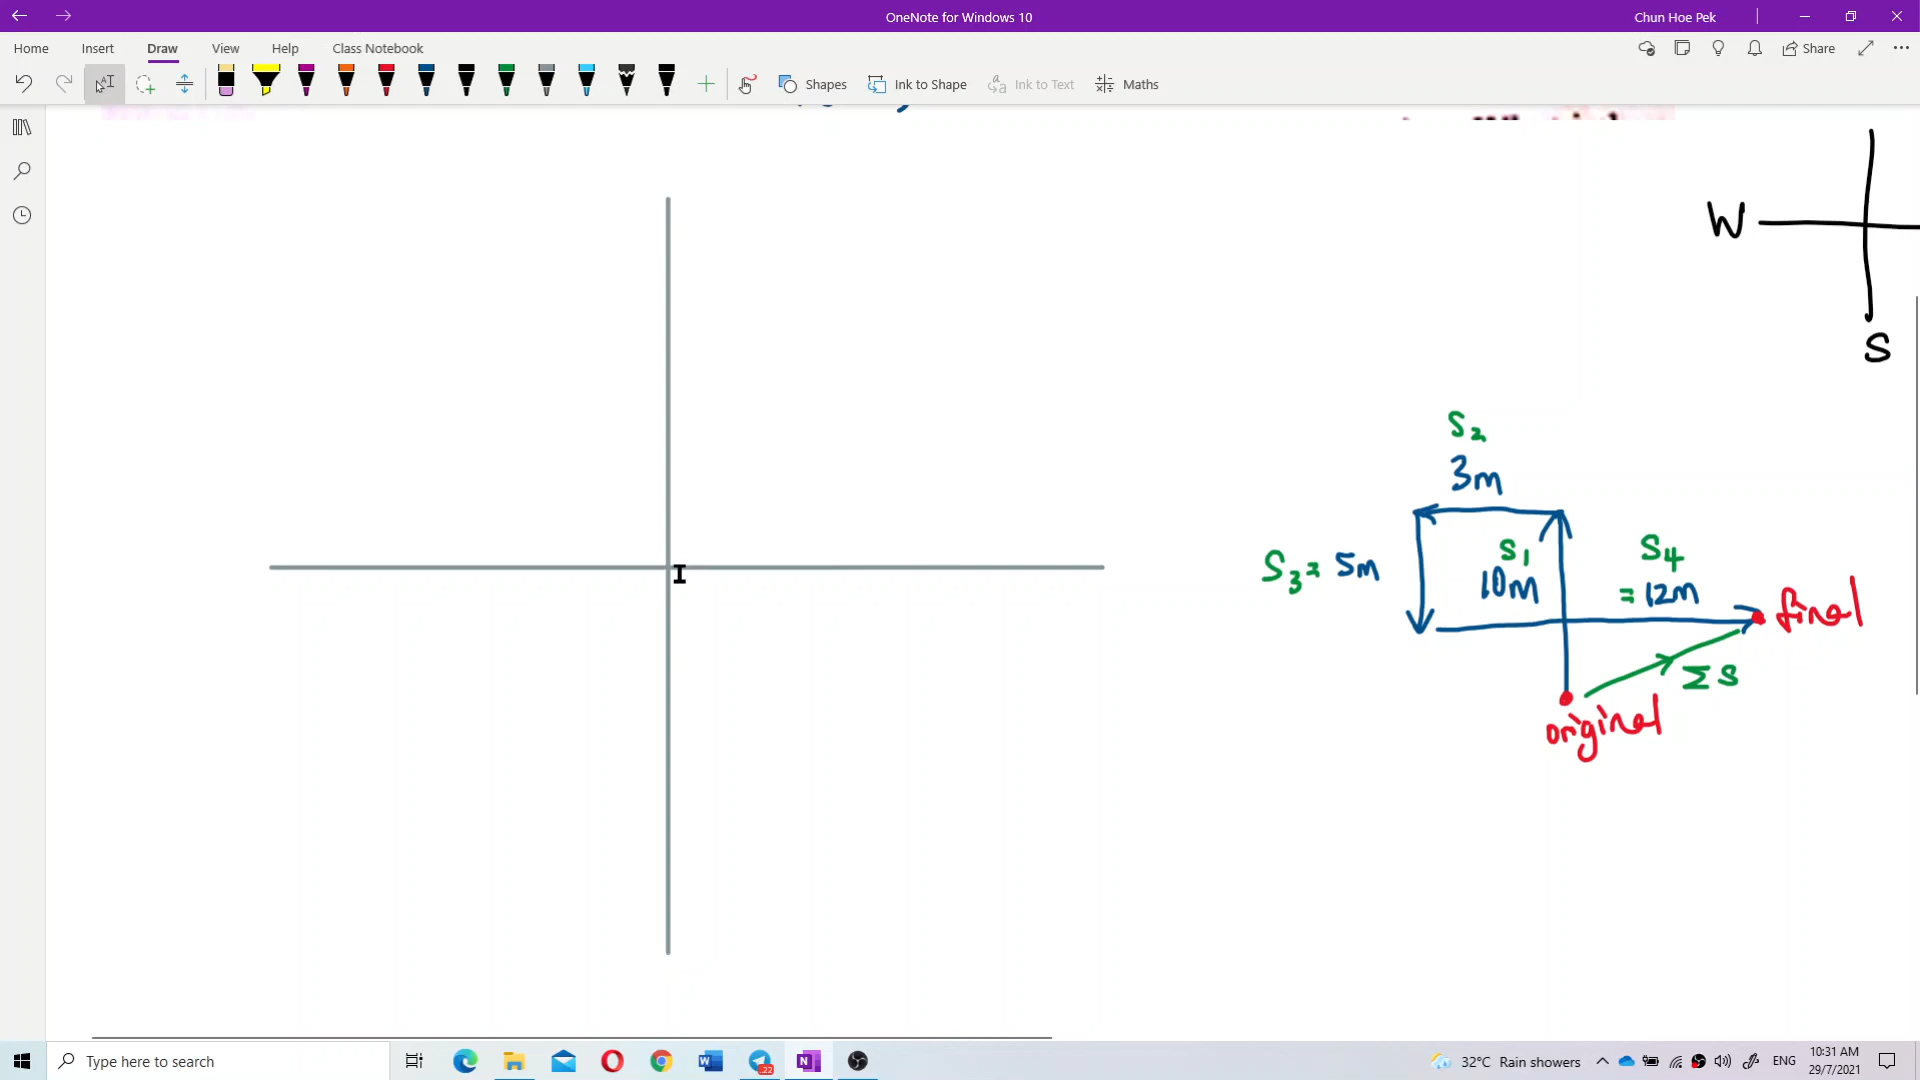 OneNote for Windows 10
Chun Hoe Pek
Home Insert Draw View Help Class Notebook
Share
Shapes Ink to Shape Ink to Text Maths
W
S
S2
3m
S3 = 5m
S1
10m
S4
= 12m
final
ΣS
original
Type here to search
22
32°C Rain showers
ENG
10:31 AM
29/7/2021